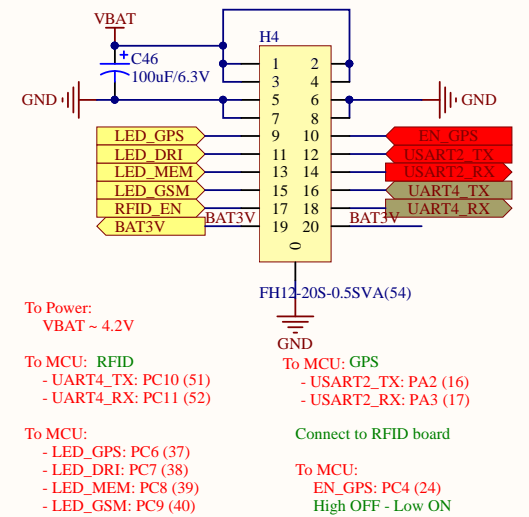 VBAT
H4
C46
100uF/6.3V
+
1 2
3 4
GND 5 6 GND
7 8
LED_GPS 9 10 EN_GPS
LED_DRI 11 12 USART2_TX
LED_MEM 13 14 USART2_RX
LED_GSM 15 16 UART4_TX
RFID_EN 17 18 UART4_RX
BAT3V BAT3V 19 20 BAT3V
0
FH12-20S-0.5SVA(54)
GND
To Power:
VBAT ~ 4.2V
To MCU: RFID
- UART4_TX: PC10 (51)
- UART4_RX: PC11 (52)
To MCU:
- LED_GPS: PC6 (37)
- LED_DRI: PC7 (38)
- LED_MEM: PC8 (39)
- LED_GSM: PC9 (40)
To MCU: GPS
- USART2_TX: PA2 (16)
- USART2_RX: PA3 (17)
Connect to RFID board
To MCU:
EN_GPS: PC4 (24)
High OFF - Low ON